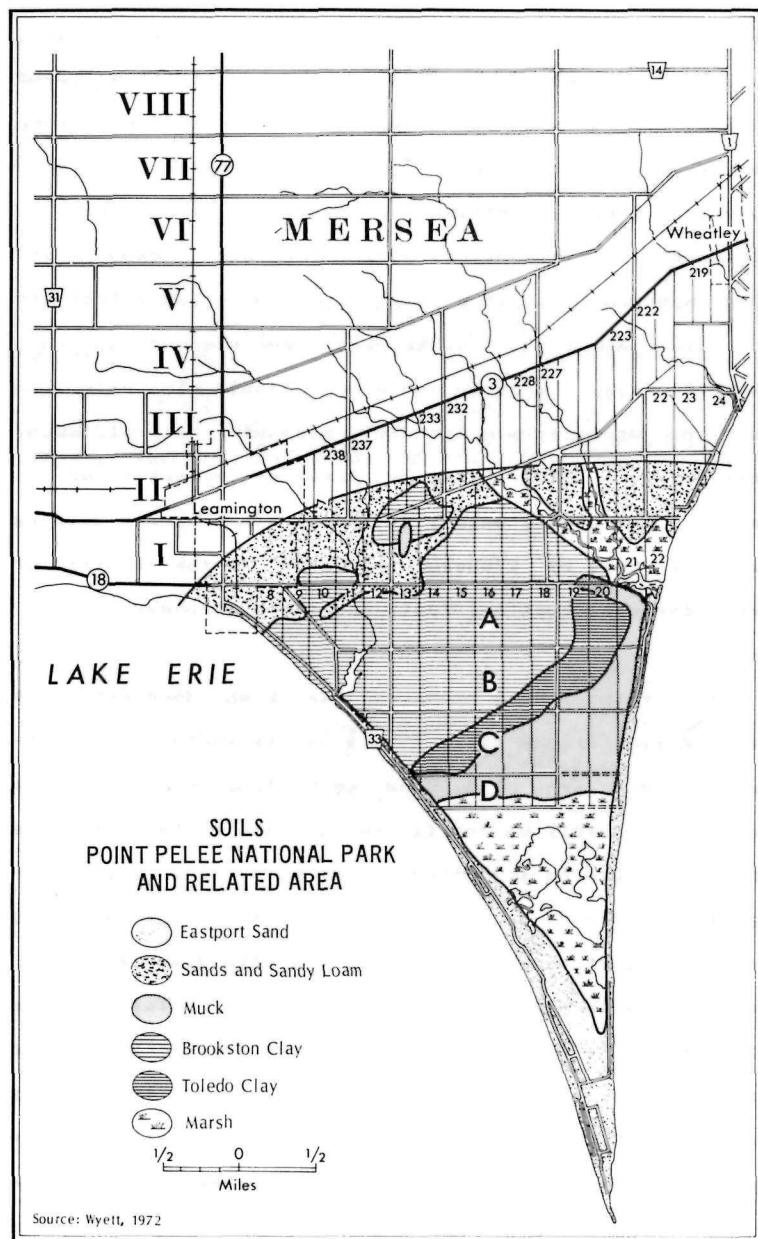 14
VIII
1
VII
77
VI
MERSEA
Wheatley
219
31
V
222
223
IV
227
228
3
232
233
22 23 24
III
237
238
II
Leamington
I
21 22
18
8 9 10 11 12 13 14 15 16 17 18 19 20
A
LAKE ERIE
B
33
C
D
SOILS
POINT PELEE NATIONAL PARK
AND RELATED AREA
Eastport Sand
Sands and Sandy Loam
Muck
Brookston Clay
Toledo Clay
Marsh
1/2 0 1/2
Miles
Source: Wyett, 1972